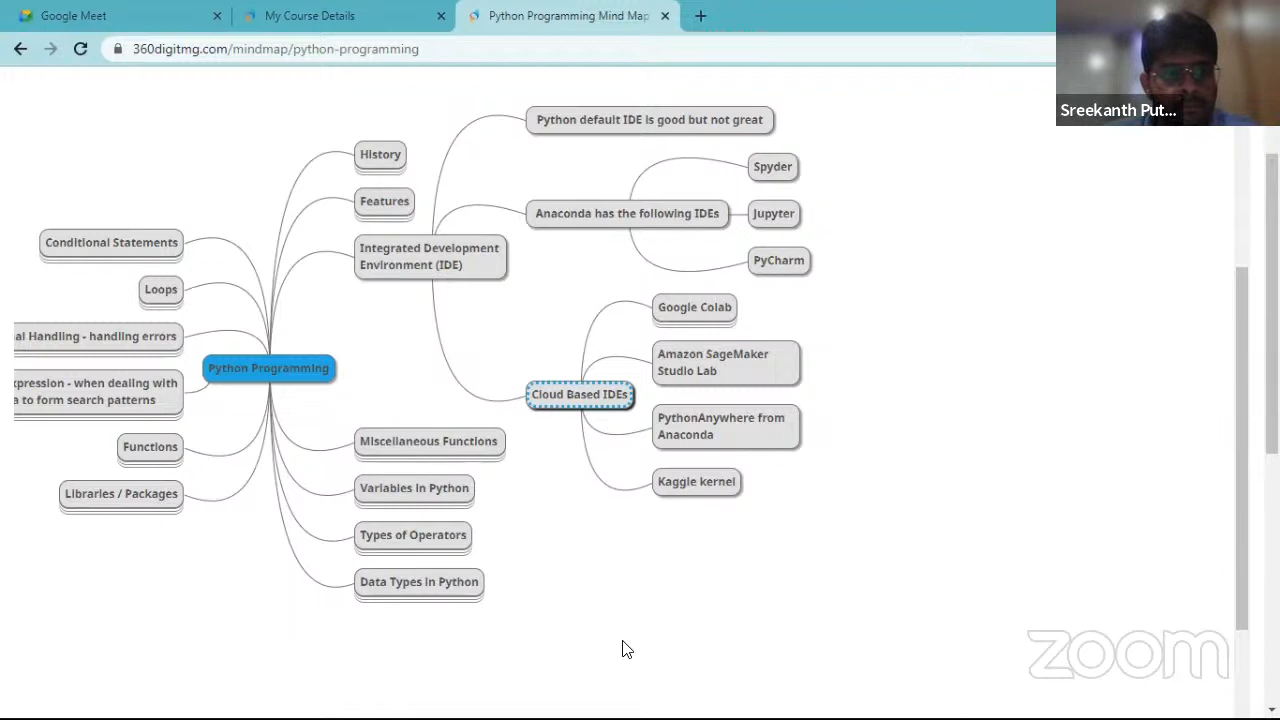 Google Meet
My Course Details
Python Programming Mind Map
360digitmg.com/mindmap/python-programming
Sreekanth Put...
Python default IDE is good but not great
History
Spyder
Features
Anaconda has the following IDEs
Jupyter
Conditional Statements
Integrated Development
Environment (IDE)
PyCharm
Loops
Google Colab
al Handling - handling errors
Amazon SageMaker
Studio Lab
Python Programming
xpression - when dealing with
a to form search patterns
Cloud Based IDEs
PythonAnywhere from
Anaconda
Functions
Miscellaneous Functions
Kaggle kernel
Libraries / Packages
Variables in Python
Types of Operators
Data Types in Python
zoom